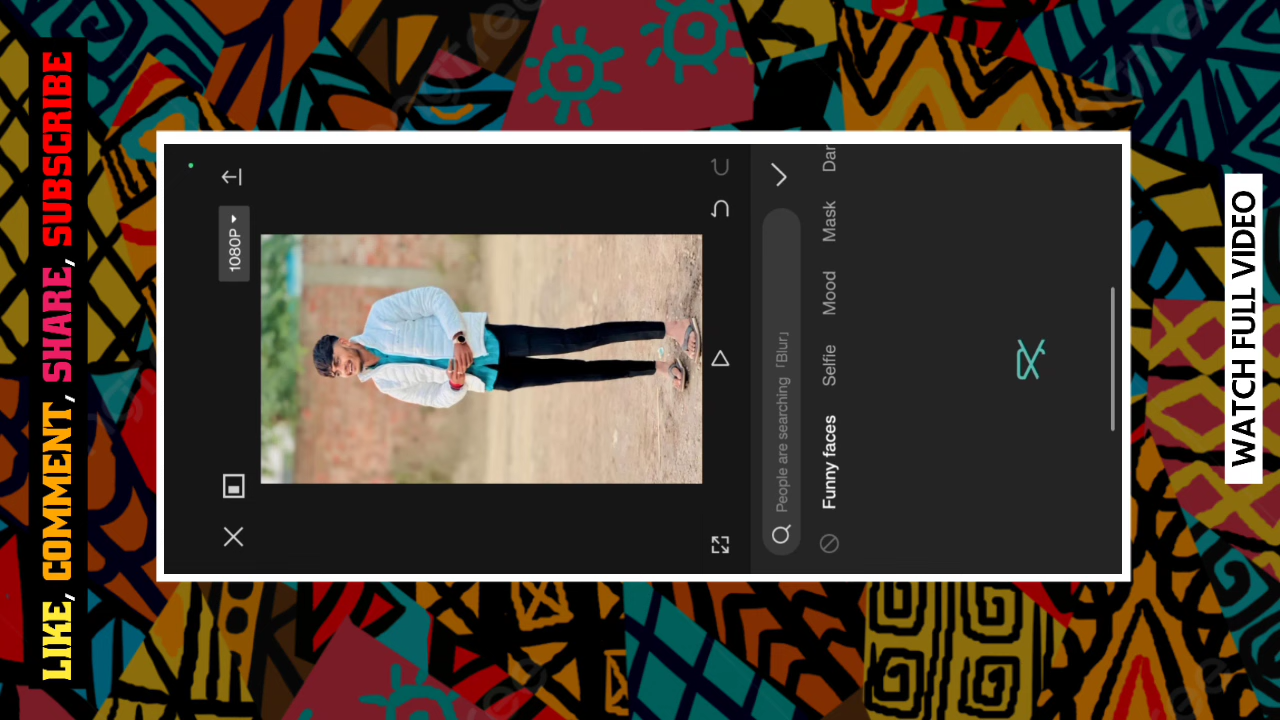 LIKE, COMMENT, SHARE, SUBSCRIBE
1080P
People are searching「Blur」
Funny faces
Selfie
Mood
Mask
Dar
WATCH FULL VIDEO